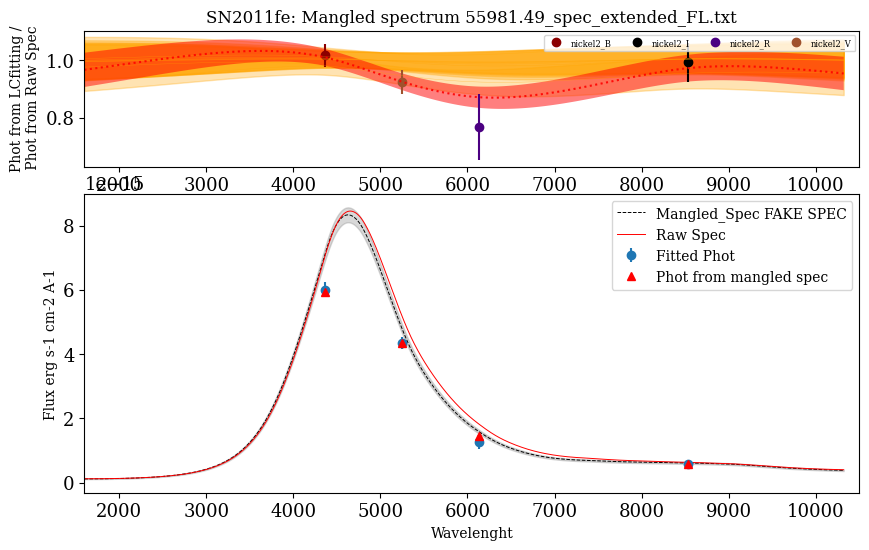 SN2011fe: Mangled spectrum 55981.49_spec_extended_FL.txt
Phot from LCfitting /
Phot from Raw Spec
nickel2_B nickel2_I nickel2_R nickel2_V
1.0
0.8
2000 3000 4000 5000 6000 7000 8000 9000 10000
1e−15
Mangled_Spec FAKE SPEC
Raw Spec
Fitted Phot
Phot from mangled spec
Flux erg s-1 cm-2 A-1
8
6
4
2
0
2000 3000 4000 5000 6000 7000 8000 9000 10000
Wavelenght